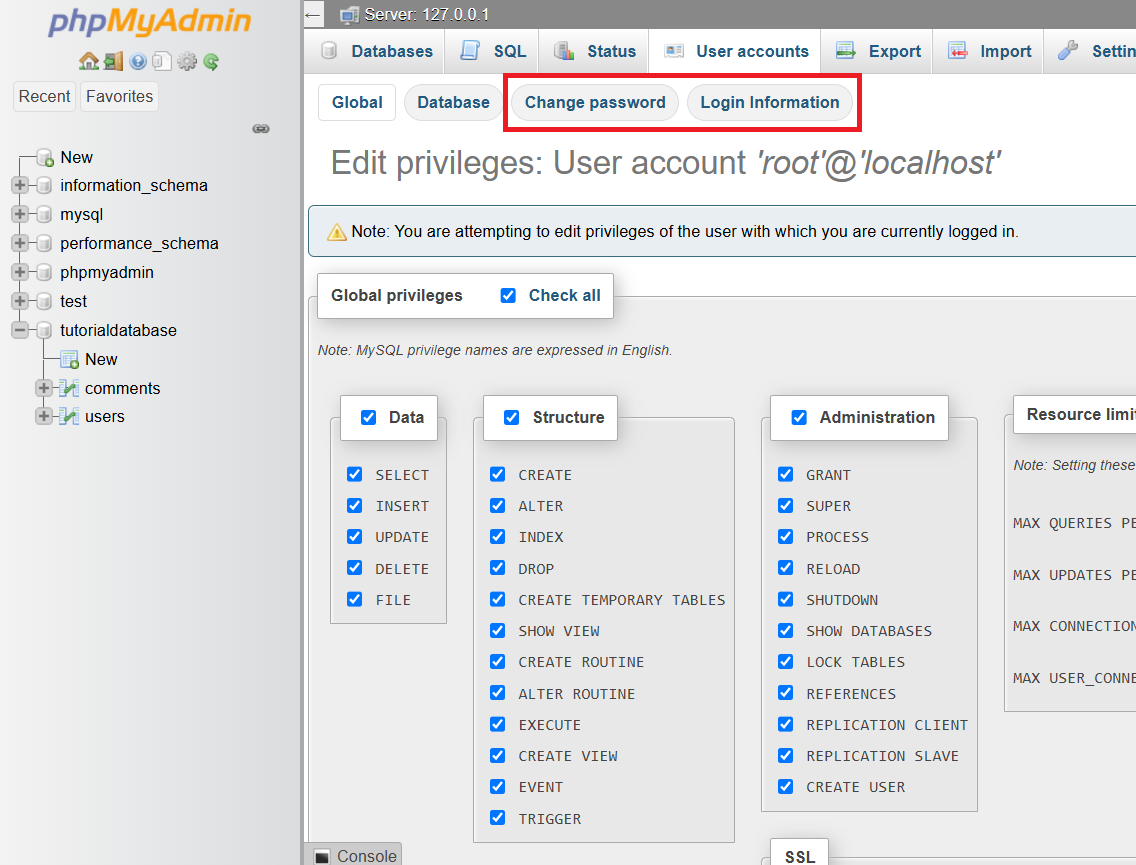 phpMyAdmin
Recent
Favorites
New
information_schema
mysql
performance_schema
phpmyadmin
test
tutorialdatabase
New
comments
users
Server: 127.0.0.1
Databases
SQL
Status
User accounts
Export
Import
Settin
Global
Database
Change password
Login Information
Edit privileges: User account 'root'@'localhost'
Note: You are attempting to edit privileges of the user with which you are currently logged in.
Global privileges
Check all
Note: MySQL privilege names are expressed in English.
Data
SELECT
INSERT
UPDATE
DELETE
FILE
Structure
CREATE
ALTER
INDEX
DROP
CREATE TEMPORARY TABLES
SHOW VIEW
CREATE ROUTINE
ALTER ROUTINE
EXECUTE
CREATE VIEW
EVENT
TRIGGER
Administration
GRANT
SUPER
PROCESS
RELOAD
SHUTDOWN
SHOW DATABASES
LOCK TABLES
REFERENCES
REPLICATION CLIENT
REPLICATION SLAVE
CREATE USER
Resource limit
Note: Setting these
MAX QUERIES PE
MAX UPDATES PE
MAX CONNECTION
MAX USER_CONNE
SSL
Console